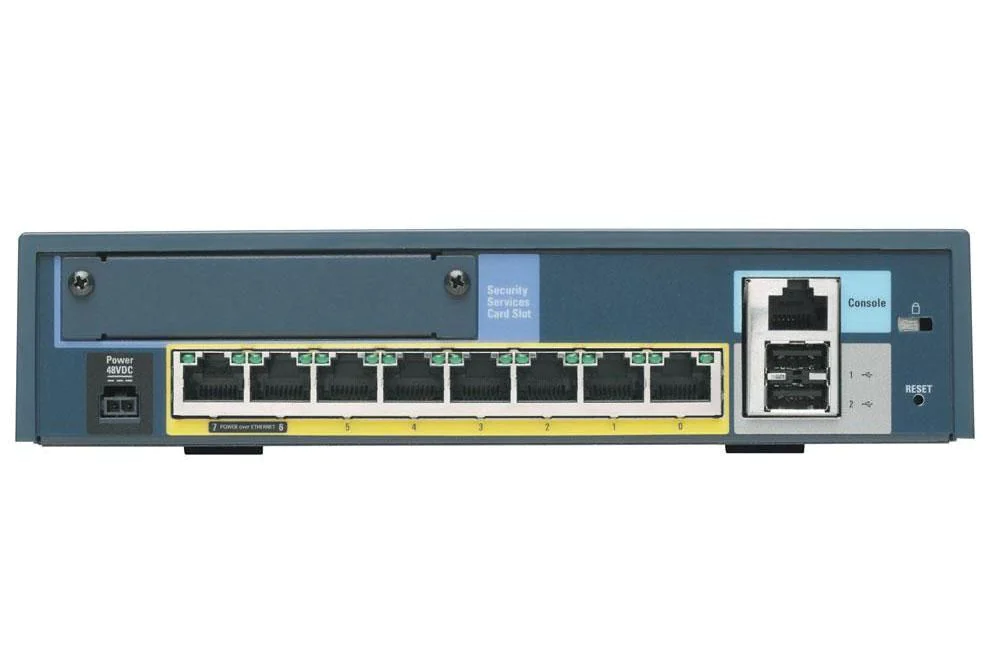 Security
Services
Card Slot
Console
Power
48VDC
1
2
RESET
7 POWER over ETHERNET 6
5
4
3
2
1
0